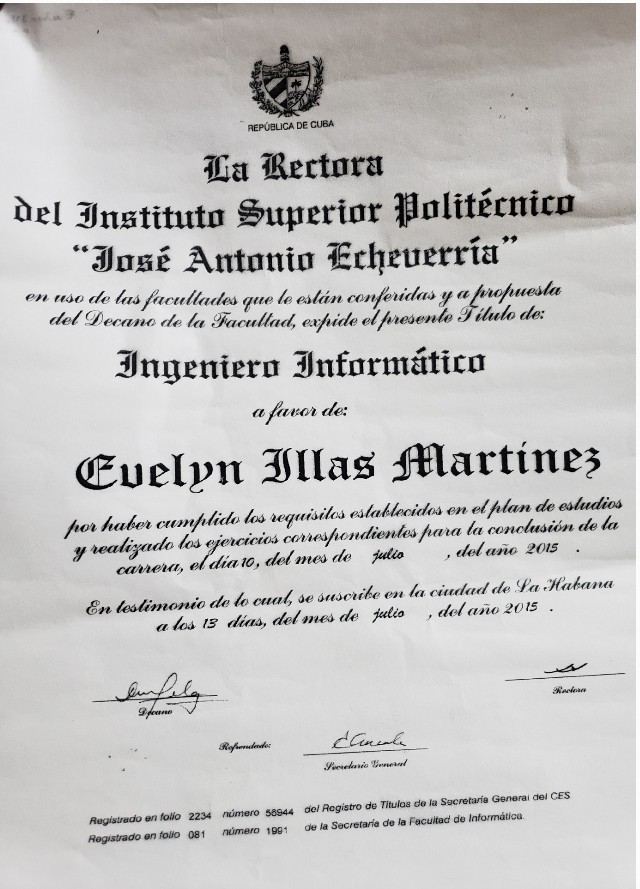 REPÚBLICA DE CUBA
La Rectora
del Instituto Superior Politécnico
"José Antonio Echeverría"
en uso de las facultades que le están conferidas y a propuesta
del Decano de la Facultad, expide el presente Título de:
Ingeniero Informático
a favor de:
Evelyn Illas Martínez
por haber cumplido los requisitos establecidos en el plan de estudios
y realizado los ejercicios correspondientes para la conclusión de la
carrera, el día 10, del mes de julio , del año 2015 .
En testimonio de lo cual, se suscribe en la ciudad de La Habana
a los 13 días, del mes de julio , del año 2015 .
Decano
Rectora
Refrendado:
Secretario General
Registrado en folio 2234 número 56944 del Registro de Títulos de la Secretaría General del CES
Registrado en folio 081 número 1991 de la Secretaría de la Facultad de Informática.